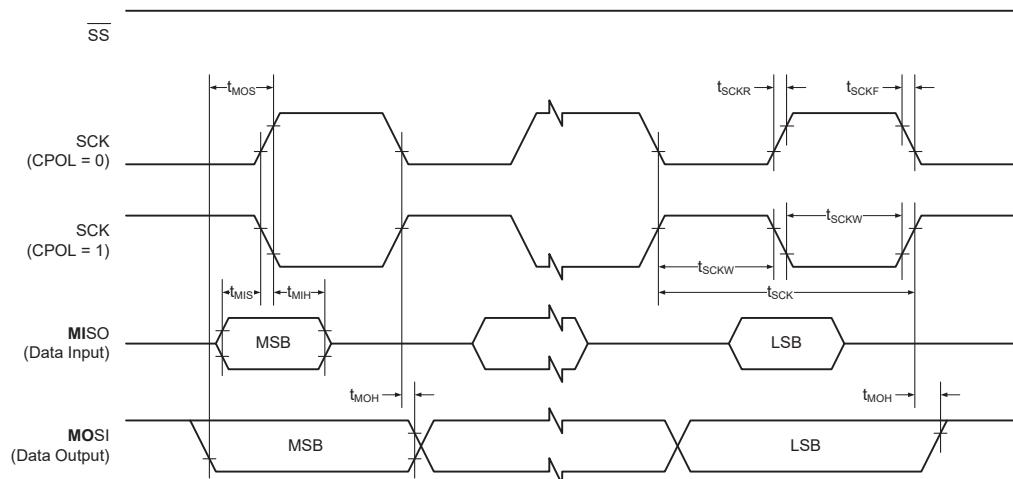 SS
tMOS
tSCKR
tSCKF
SCK
(CPOL = 0)
SCK
(CPOL = 1)
tSCKW
tSCKW
tSCK
tMIS
tMIH
MISO
(Data Input)
MSB
LSB
tMOH
tMOH
MOSI
(Data Output)
MSB
LSB